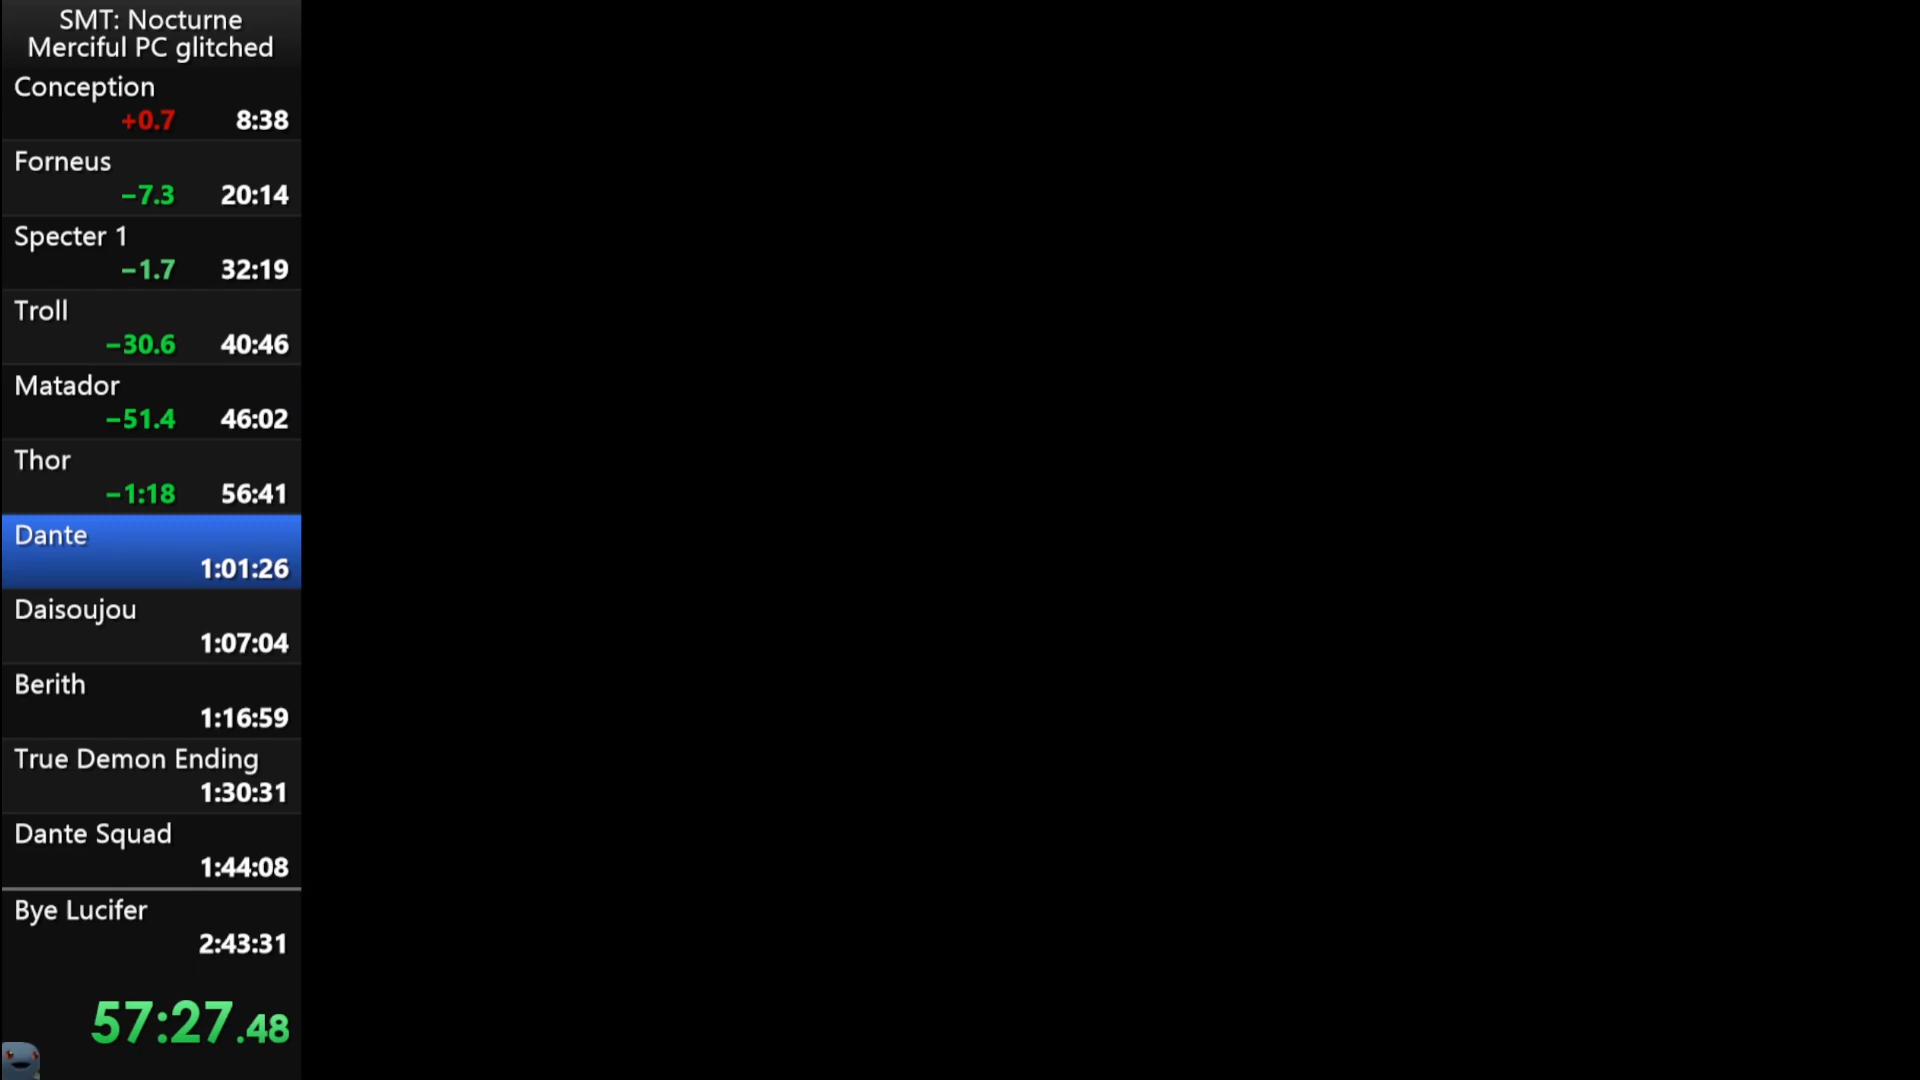 SMT: Nocturne
Merciful PC glitched
Conception
+0.7 8:38
Forneus
−7.3 20:14
Specter 1
−1.7 32:19
Troll
−30.6 40:46
Matador
−51.4 46:02
Thor
−1:18 56:41
Dante
1:01:26
Daisoujou
1:07:04
Berith
1:16:59
True Demon Ending
1:30:31
Dante Squad
1:44:08
Bye Lucifer
2:43:31
57:27.48